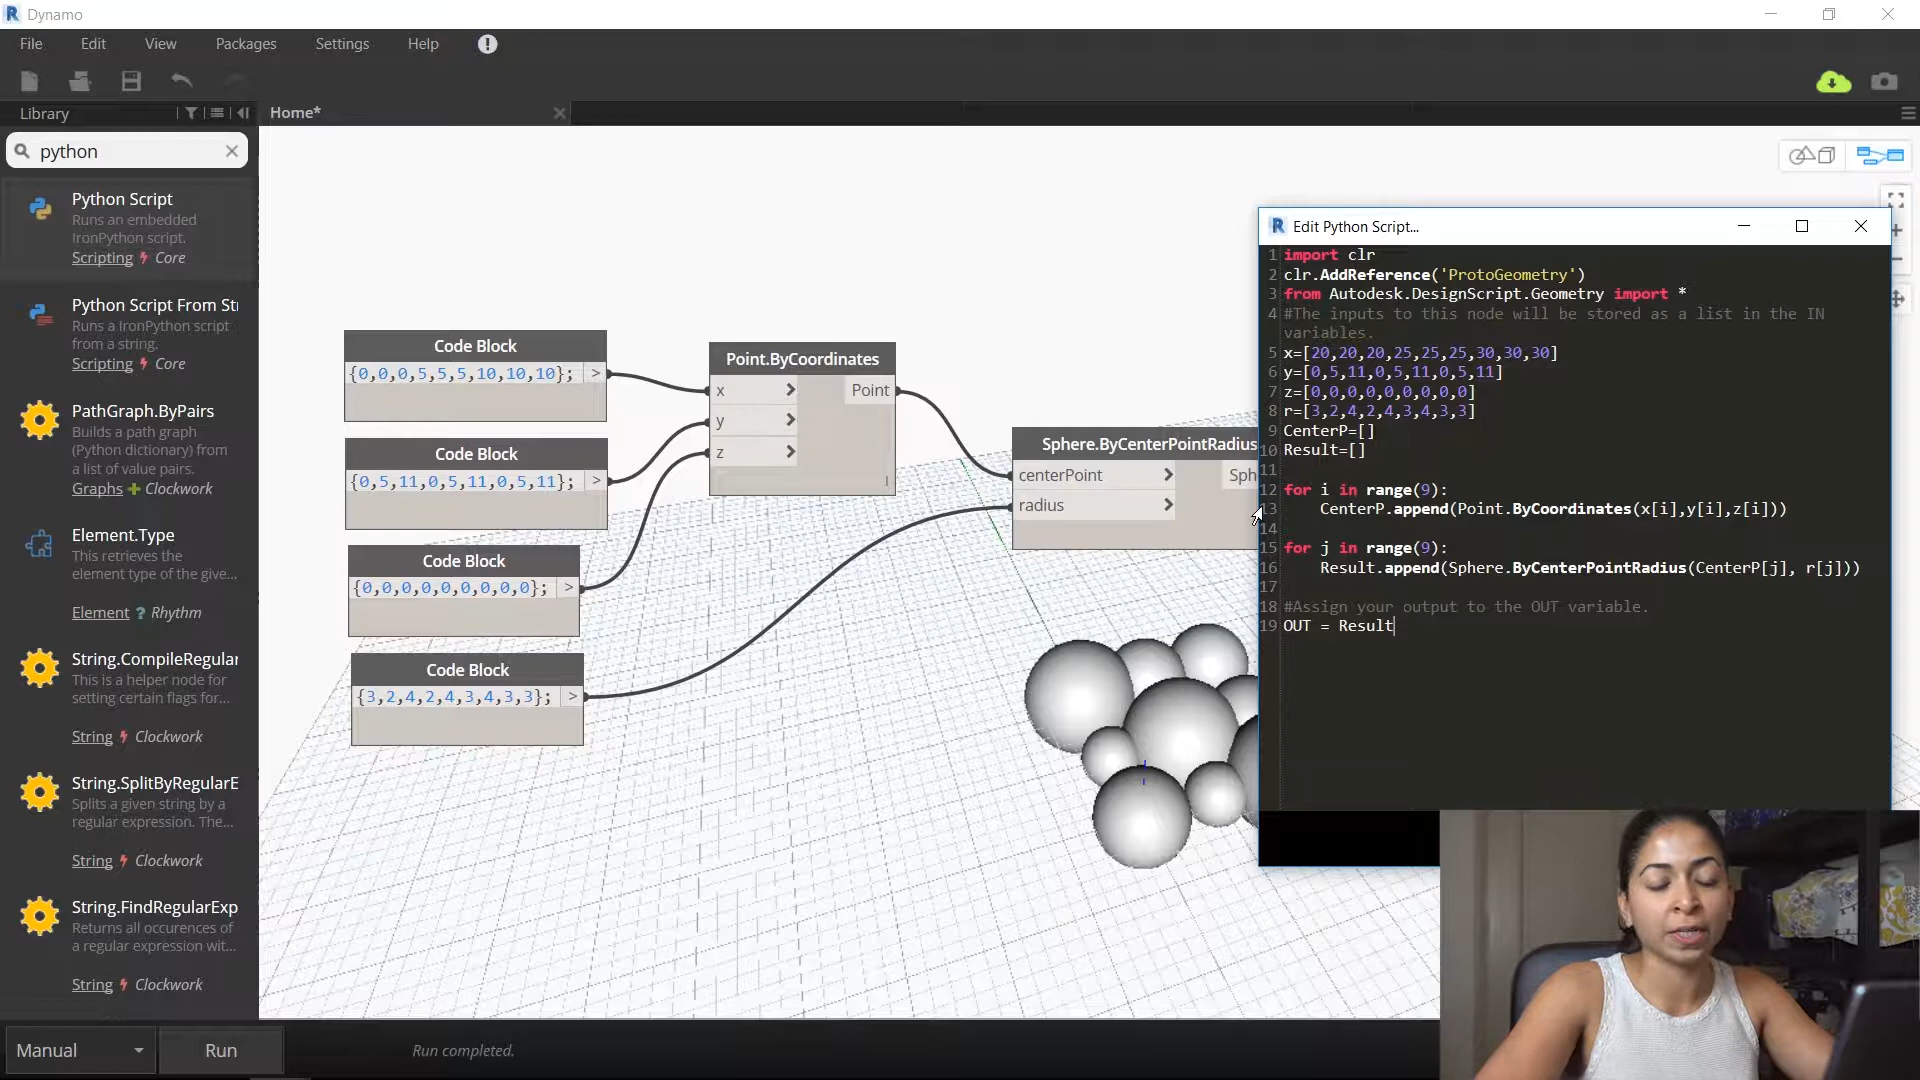 Dynamo
File Edit View Packages Settings Help
Library
Home*
python
Python Script
Runs an embedded
IronPython script.
Scripting Core
Python Script From Str
Runs a IronPython script
from a string.
Scripting Core
PathGraph.ByPairs
Builds a path graph
(Python dictionary) from
a list of value pairs.
Graphs Clockwork
Element.Type
This retrieves the
element type of the give...
Element ? Rhythm
String.CompileRegular
This is a helper node for
setting certain flags for...
String Clockwork
String.SplitByRegularE
Splits a given string by a
regular expression. The...
String Clockwork
String.FindRegularExp
Returns all occurences of
a regular expression wit...
String Clockwork
Manual
Run
Run completed.
Code Block
{0,0,0,5,5,5,10,10,10}; >
Code Block
{0,5,11,0,5,11,0,5,11}; >
Code Block
{0,0,0,0,0,0,0,0,0}; >
Code Block
{3,2,4,2,4,3,4,3,3}; >
Point.ByCoordinates
x > Point
y >
z >
Sphere.ByCenterPointRadius
centerPoint > Sph
radius >
Edit Python Script...
1 import clr
2 clr.AddReference('ProtoGeometry')
3 from Autodesk.DesignScript.Geometry import *
4 #The inputs to this node will be stored as a list in the IN
variables.
5 x=[20,20,20,25,25,25,30,30,30]
6 y=[0,5,11,0,5,11,0,5,11]
7 z=[0,0,0,0,0,0,0,0,0]
8 r=[3,2,4,2,4,3,4,3,3]
9 CenterP=[]
10 Result=[]
11
12 for i in range(9):
13 CenterP.append(Point.ByCoordinates(x[i],y[i],z[i]))
14
15 for j in range(9):
16 Result.append(Sphere.ByCenterPointRadius(CenterP[j], r[j]))
17
18 #Assign your output to the OUT variable.
19 OUT = Result